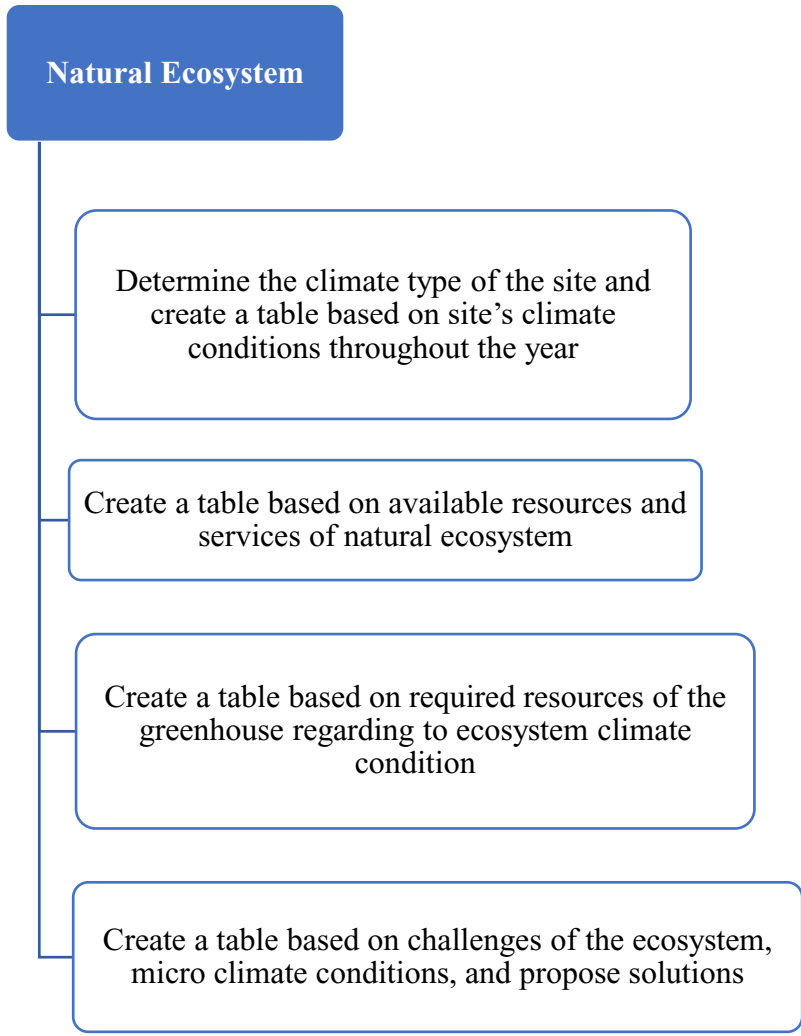 Natural Ecosystem
Determine the climate type of the site and
create a table based on site’s climate
conditions throughout the year
Create a table based on available resources and
services of natural ecosystem
Create a table based on required resources of the
greenhouse regarding to ecosystem climate
condition
Create a table based on challenges of the ecosystem,
micro climate conditions, and propose solutions